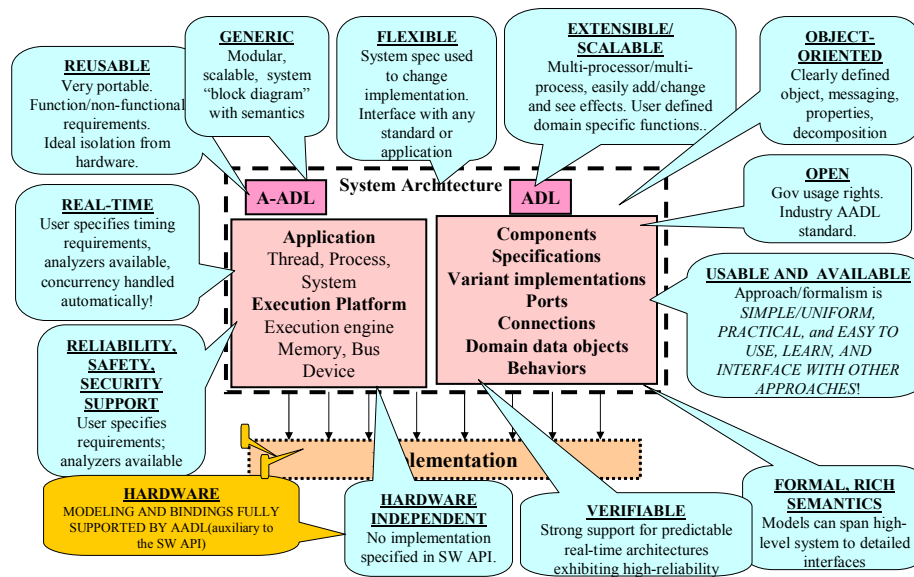 REUSABLE
Very portable.
Function/non-functional
requirements.
Ideal isolation from
hardware.
GENERIC
Modular,
scalable, system
“block diagram”
with semantics
FLEXIBLE
System spec used
to change
implementation.
Interface with any
standard or
application
EXTENSIBLE/
SCALABLE
Multi-processor/multi-
process, easily add/change
and see effects. User defined
domain specific functions..
OBJECT-
ORIENTED
Clearly defined
object, messaging,
properties,
decomposition
System Architecture
A-ADL
ADL
OPEN
Gov usage rights.
Industry AADL
standard.
REAL-TIME
User specifies timing
requirements,
analyzers available,
concurrency handled
automatically!
Application
Thread, Process,
System
Execution Platform
Execution engine
Memory, Bus
Device
Components
Specifications
Variant implementations
Ports
Connections
Domain data objects
Behaviors
USABLE AND AVAILABLE
Approach/formalism is
SIMPLE/UNIFORM,
PRACTICAL, and EASY TO
USE, LEARN, AND
INTERFACE WITH OTHER
APPROACHES!
RELIABILITY,
SAFETY,
SECURITY
SUPPORT
User specifies
requirements;
analyzers available
plementation
HARDWARE
MODELING AND BINDINGS FULLY
SUPPORTED BY AADL(auxiliary to
the SW API)
HARDWARE
INDEPENDENT
No implementation
specified in SW API.
VERIFIABLE
Strong support for predictable
real-time architectures
exhibiting high-reliability
FORMAL, RICH
SEMANTICS
Models can span high-
level system to detailed
interfaces